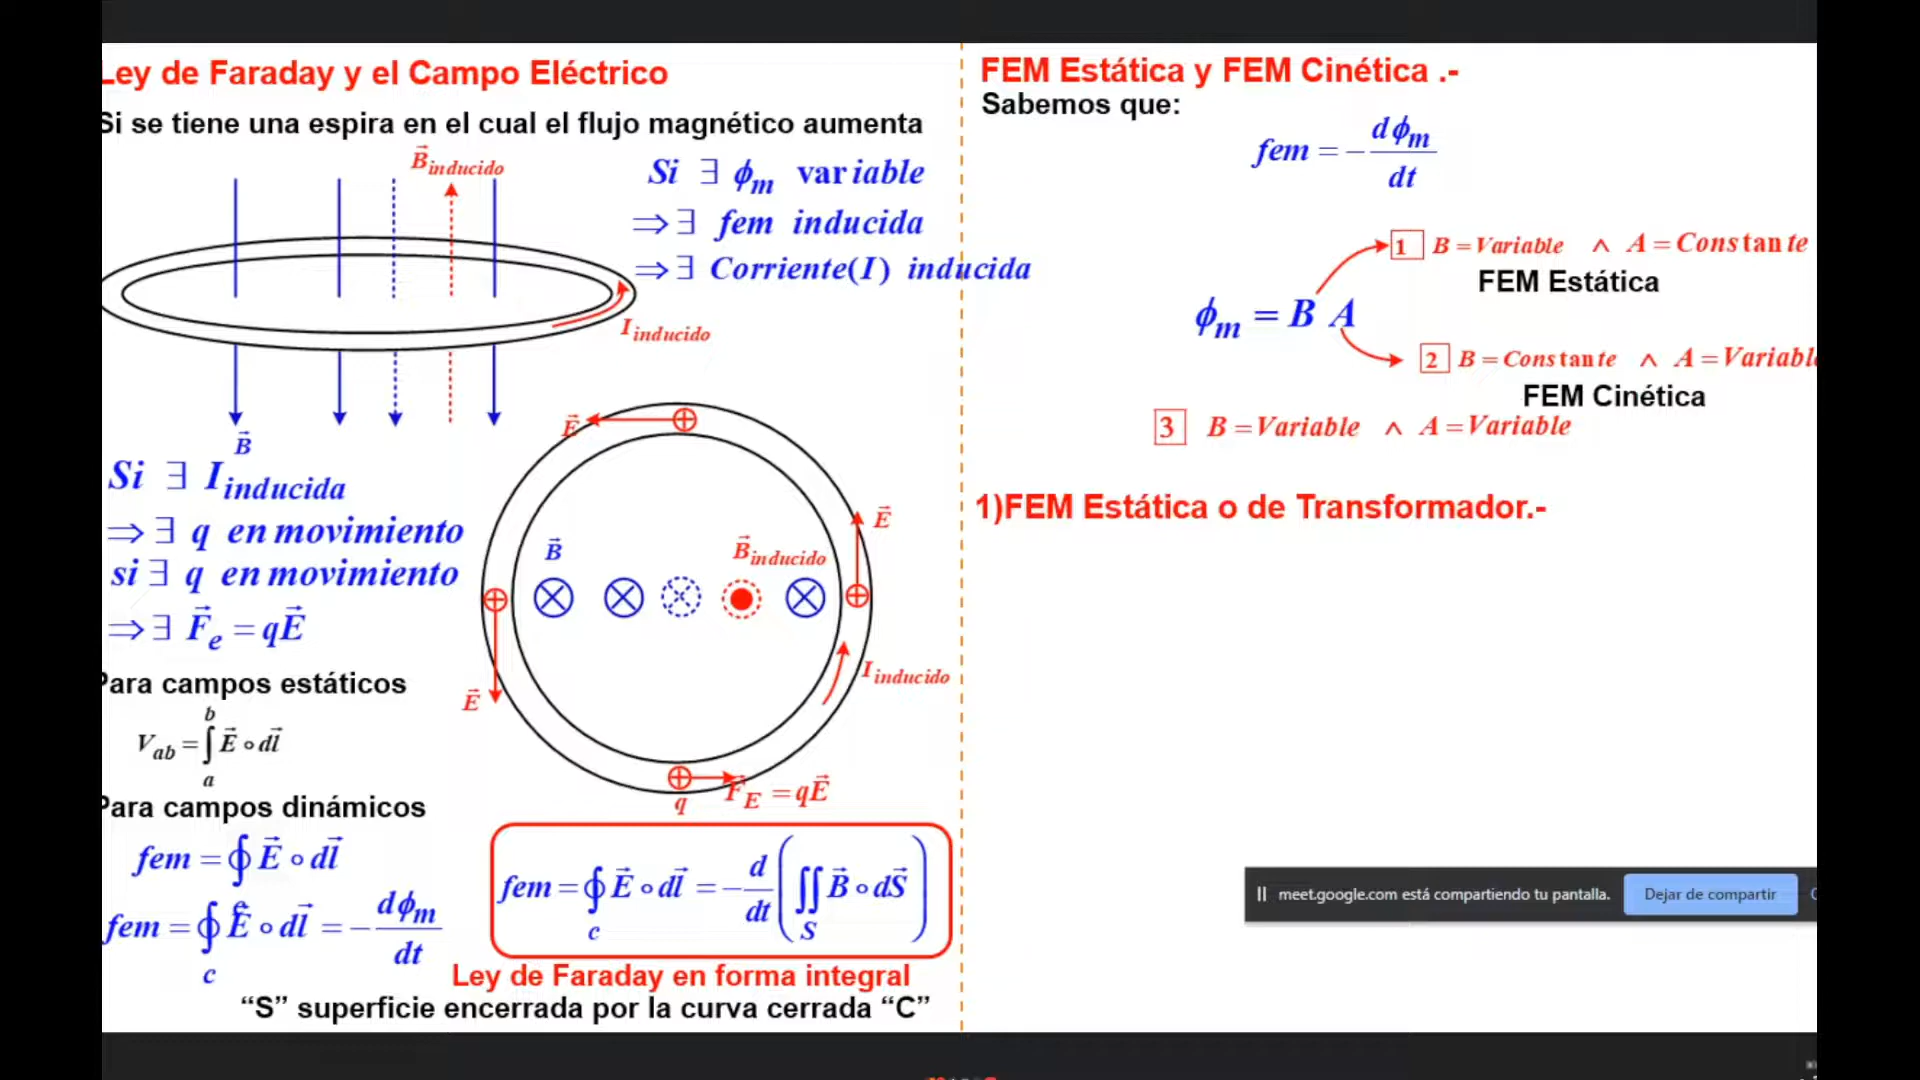 Ley de Faraday y el Campo Eléctrico
Si se tiene una espira en el cual el flujo magnético aumenta
B⃗inducido
Si ∃ ϕm variable
⇒∃ fem inducida
⇒∃ Corriente(I) inducida
I inducido
B⃗
Si ∃ I inducida
⇒∃ q en movimiento
si ∃ q en movimiento
⇒∃ F⃗e = qE⃗
Para campos estáticos
Vab = ∫ab E⃗ ∘ dl⃗
Para campos dinámicos
fem = ∮ E⃗ ∘ dl⃗
fem = ∮c E⃗ ∘ dl⃗ = − dϕm/dt
E⃗
E⃗
B⃗
B⃗inducido
E⃗
I inducido
q
F⃗E = qE⃗
fem = ∮c E⃗ ∘ dl⃗ = − d/dt (∬S B⃗ ∘ dS⃗)
Ley de Faraday en forma integral
“S” superficie encerrada por la curva cerrada “C”
FEM Estática y FEM Cinética .-
Sabemos que:
fem = − dϕm/dt
1 B = Variable ∧ A = Constante
FEM Estática
ϕm = B A
2 B = Constante ∧ A = Variable
FEM Cinética
3 B = Variable ∧ A = Variable
1)FEM Estática o de Transformador.-
meet.google.com está compartiendo tu pantalla.
Dejar de compartir